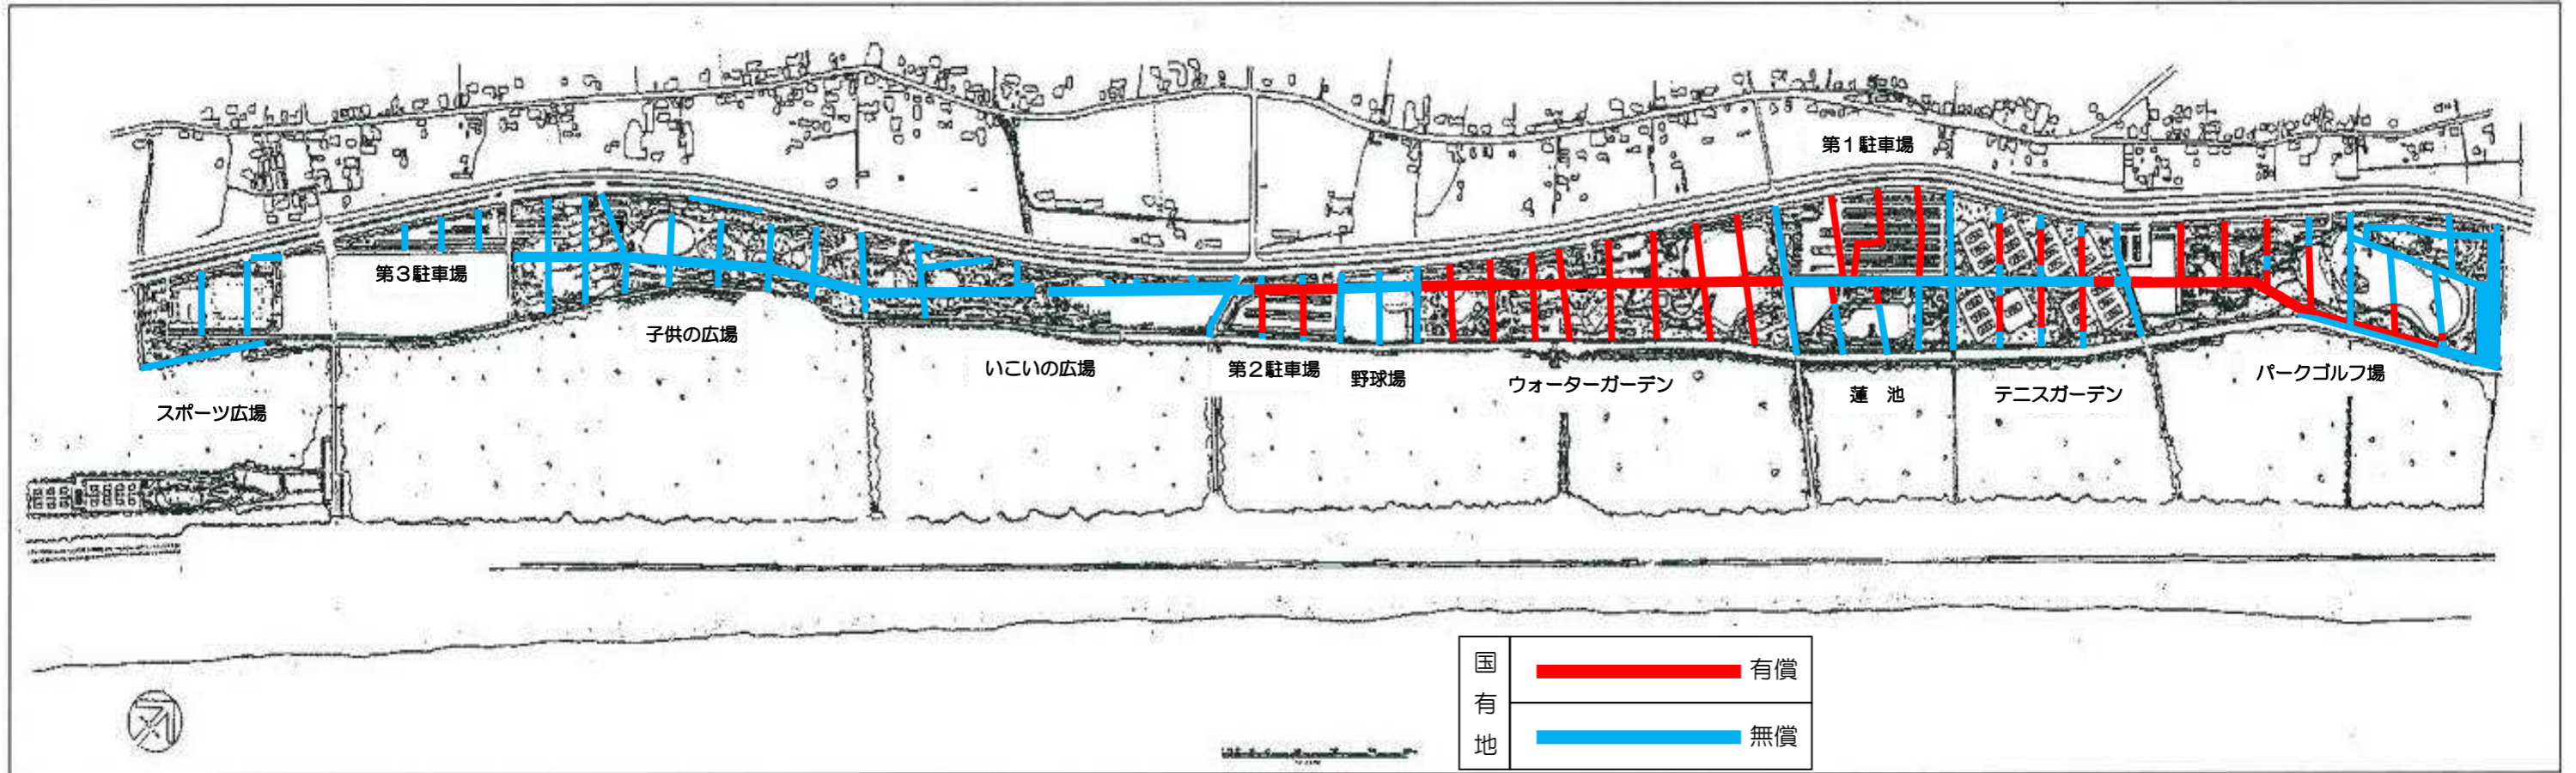 第1駐車場
第3駐車場
子供の広場
いこいの広場
第2駐車場
野球場
ウォーターガーデン
蓮 池
テニスガーデン
パークゴルフ場
スポーツ広場
国有地
有償
無償